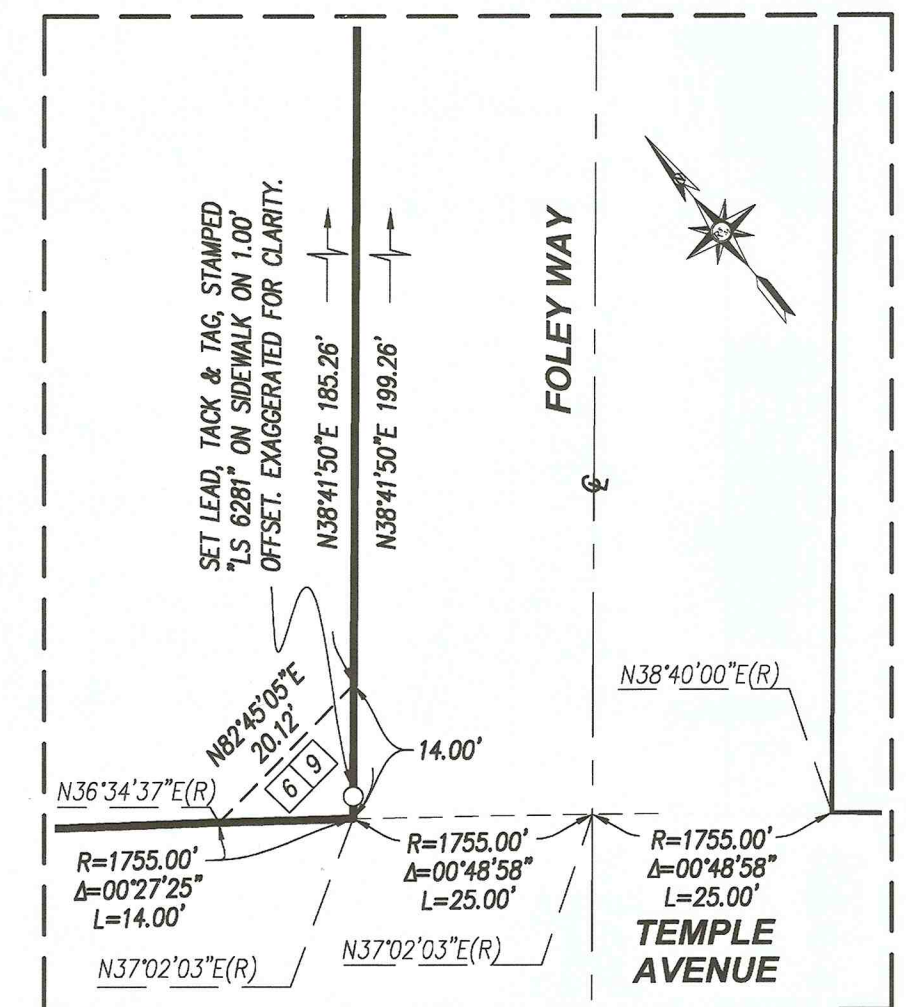 SET LEAD, TACK & TAG, STAMPED
"LS 6281" ON SIDEWALK ON 1.00'
OFFSET. EXAGGERATED FOR CLARITY.
N38°41'50"E 185.26'
N38°41'50"E 199.26'
FOLEY WAY
℄
N82°45'05"E
20.12'
6 9
14.00'
N38°40'00"E(R)
N36°34'37"E(R)
R=1755.00'
Δ=00°27'25"
L=14.00'
R=1755.00'
Δ=00°48'58"
L=25.00'
R=1755.00'
Δ=00°48'58"
L=25.00'
N37°02'03"E(R)
N37°02'03"E(R)
TEMPLE
AVENUE